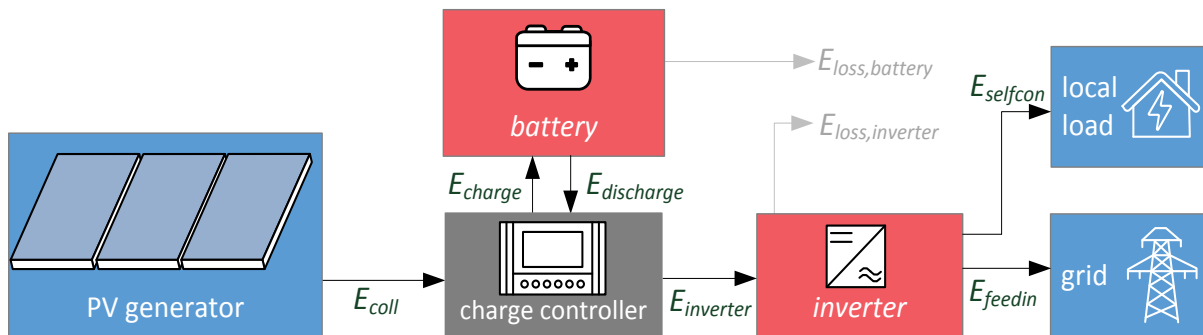 battery
E_loss,battery
E_loss,inverter
E_selfcon
local
load
E_charge
E_discharge
PV generator
E_coll
charge controller
E_inverter
inverter
E_feedin
grid